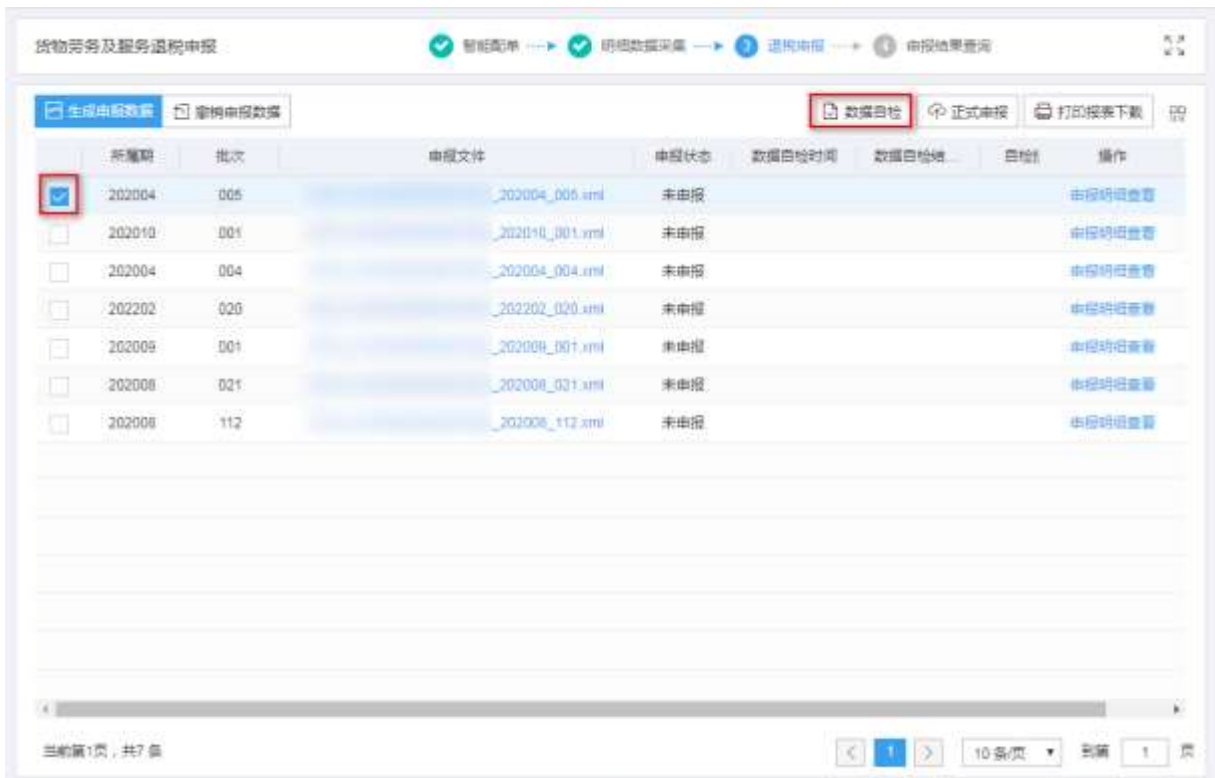 货物劳务及服务退税申报 智能配单 明细数据采集 3 退税申报 4 申报结果查询
生成申报数据 撤销申报数据 数据自检 正式申报 打印报表下载
所属期 批次 申报文件 申报状态 数据自检时间 数据自检结... 操作
202004 005 _202004_005.xml 未申报 申报明细查看
202010 001 _202010_001.xml 未申报 申报明细查看
202004 004 _202004_004.xml 未申报 申报明细查看
202202 020 _202202_020.xml 未申报 申报明细查看
202009 001 _202009_001.xml 未申报 申报明细查看
202008 021 _202008_021.xml 未申报 申报明细查看
202008 112 _202008_112.xml 未申报 申报明细查看
当前第1页，共7 条 < 1 > 10 条/页 到第 1 页